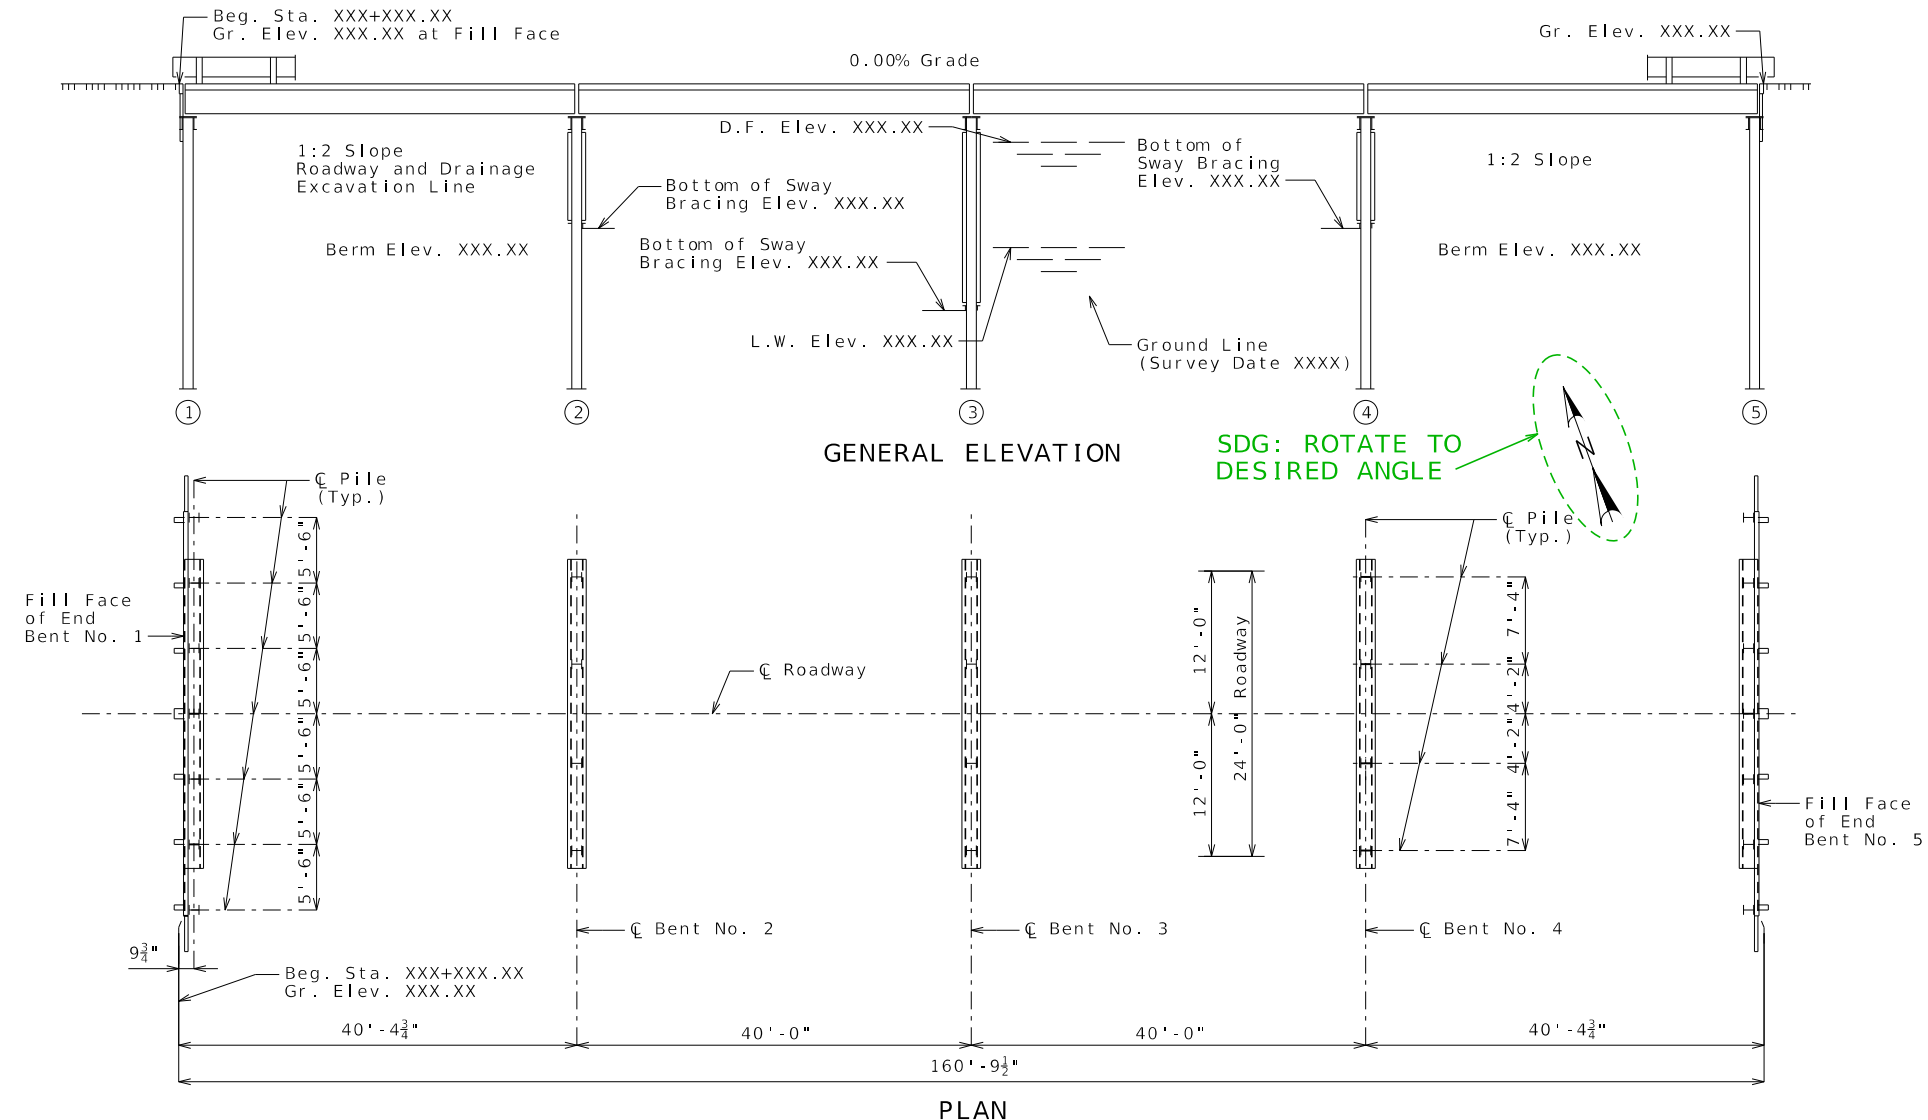 Beg. Sta. XXX+XXX.XX
Gr. Elev. XXX.XX at Fill Face
Gr. Elev. XXX.XX
0.00% Grade
D.F. Elev. XXX.XX
1:2 Slope
Roadway and Drainage
Excavation Line
Bottom of
Sway Bracing
Elev. XXX.XX
1:2 Slope
Bottom of Sway
Bracing Elev. XXX.XX
Berm Elev. XXX.XX
Bottom of Sway
Bracing Elev. XXX.XX
Berm Elev. XXX.XX
L.W. Elev. XXX.XX
Ground Line
(Survey Date XXXX)
1
2
3
4
5
GENERAL ELEVATION
SDG: ROTATE TO
DESIRED ANGLE
N
℄ Pile
(Typ.)
℄ Pile
(Typ.)
5'-6"
5'-6"
5'-6"
5'-6"
5'-6"
5'-6"
Fill Face
of End
Bent No. 1
℄ Roadway
12'-0"
12'-0"
24'-0" Roadway
7'-4"
4'-2"
4'-2"
7'-4"
Fill Face
of End
Bent No. 5
℄ Bent No. 2
℄ Bent No. 3
℄ Bent No. 4
9¾"
Beg. Sta. XXX+XXX.XX
Gr. Elev. XXX.XX
40'-4¾"
40'-0"
40'-0"
40'-4¾"
160'-9½"
PLAN